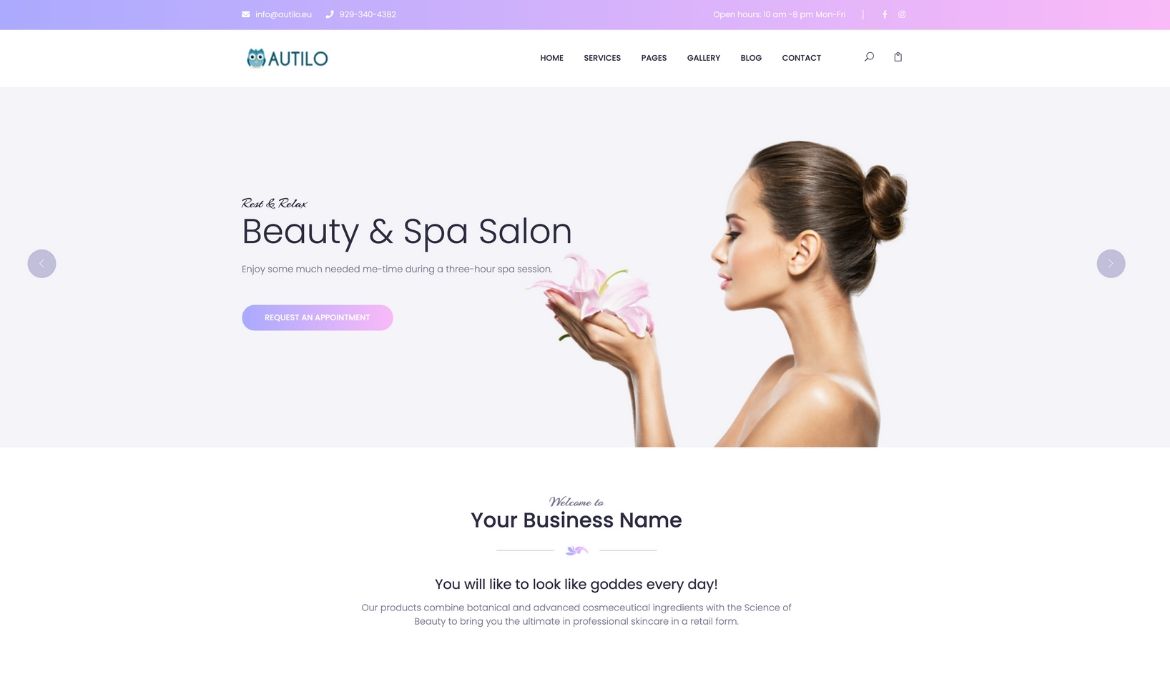 info@autilo.eu 929-340-4382 Open hours: 10 am -8 pm Mon-Fri
AUTILO HOME SERVICES PAGES GALLERY BLOG CONTACT
Rest & Relax
Beauty & Spa Salon
Enjoy some much needed me-time during a three-hour spa session.
REQUEST AN APPOINTMENT
Welcome to
Your Business Name
You will like to look like goddes every day!
Our products combine botanical and advanced cosmeceutical ingredients with the Science of
Beauty to bring you the ultimate in professional skincare in a retail form.